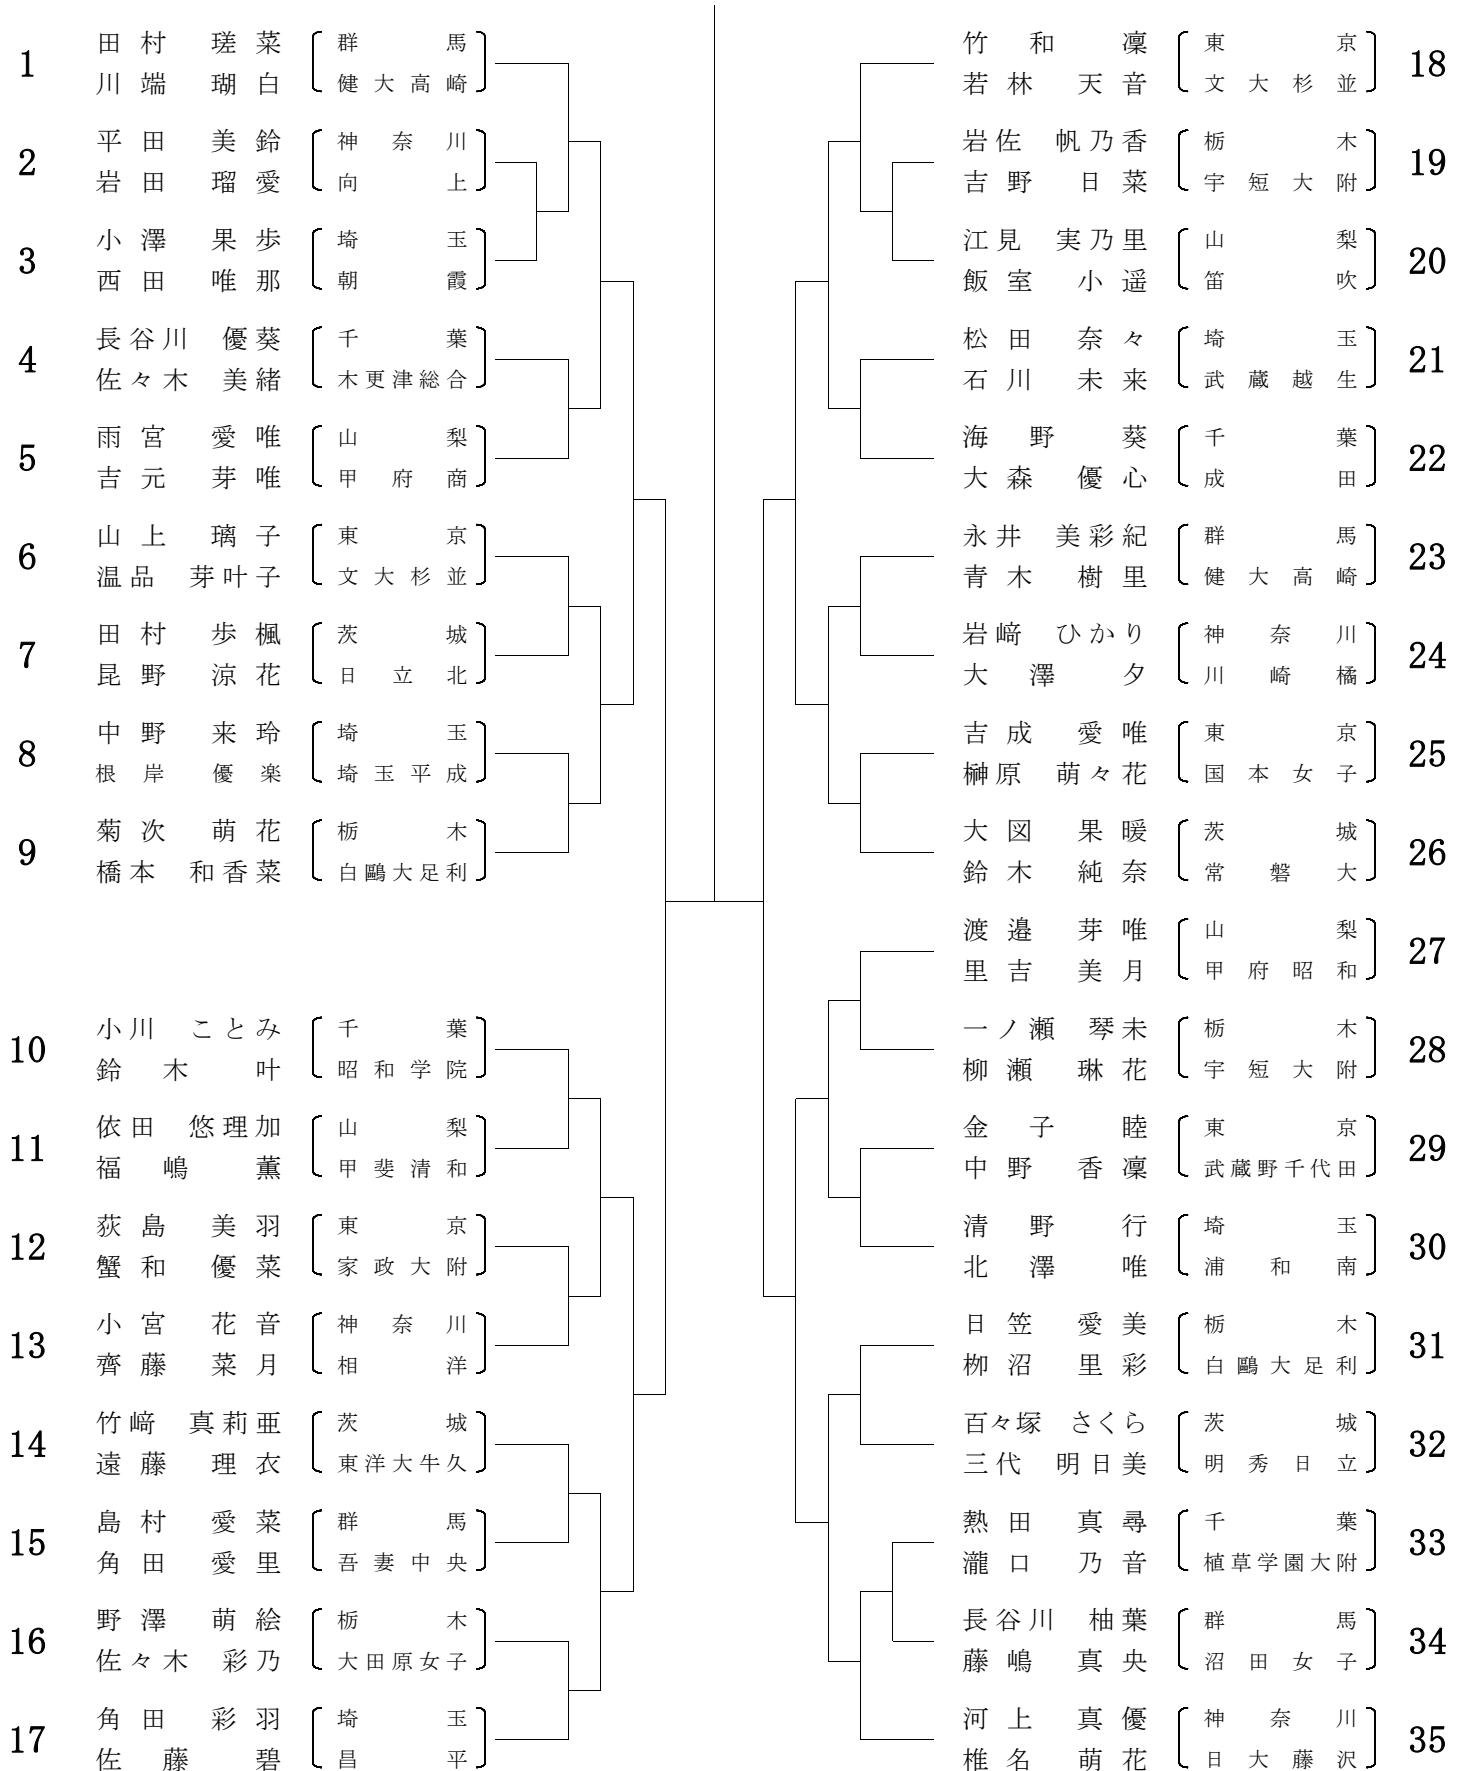 1 田村 瑳菜 群馬
川端 瑚白 健大高崎
2 平田 美鈴 神奈川
岩田 瑠愛 向上
3 小澤 果歩 埼玉
西田 唯那 朝霞
4 長谷川 優葵 千葉
佐々木 美緒 木更津総合
5 雨宮 愛唯 山梨
吉元 芽唯 甲府商
6 山上 璃子 東京
温品 芽叶子 文大杉並
7 田村 歩楓 茨城
昆野 涼花 日立北
8 中野 来玲 埼玉
根岸 優楽 埼玉平成
9 菊次 萌花 栃木
橋本 和香菜 白鷗大足利
10 小川 ことみ 千葉
鈴木 叶 昭和学院
11 依田 悠理加 山梨
福嶋 薫 甲斐清和
12 荻島 美羽 東京
蟹和 優菜 家政大附
13 小宮 花音 神奈川
齊藤 菜月 相洋
14 竹﨑 真莉亜 茨城
遠藤 理衣 東洋大牛久
15 島村 愛菜 群馬
角田 愛里 吾妻中央
16 野澤 萌絵 栃木
佐々木 彩乃 大田原女子
17 角田 彩羽 埼玉
佐藤 碧 昌平
竹和 凜 東京 18
若林 天音 文大杉並
岩佐 帆乃香 栃木 19
吉野 日菜 宇短大附
江見 実乃里 山梨 20
飯室 小遥 笛吹
松田 奈々 埼玉 21
石川 未来 武蔵越生
海野 葵 千葉 22
大森 優心 成田
永井 美彩紀 群馬 23
青木 樹里 健大高崎
岩﨑 ひかり 神奈川 24
大澤 夕 川崎橘
吉成 愛唯 東京 25
榊原 萌々花 国本女子
大図 果暖 茨城 26
鈴木 純奈 常磐大
渡邉 芽唯 山梨 27
里吉 美月 甲府昭和
一ノ瀬 琴未 栃木 28
柳瀬 琳花 宇短大附
金子 睦 東京 29
中野 香凜 武蔵野千代田
清野 行 埼玉 30
北澤 唯 浦和南
日笠 愛美 栃木 31
栁沼 里彩 白鷗大足利
百々塚 さくら 茨城 32
三代 明日美 明秀日立
熱田 真尋 千葉 33
瀧口 乃音 植草学園大附
長谷川 柚葉 群馬 34
藤嶋 真央 沼田女子
河上 真優 神奈川 35
椎名 萌花 日大藤沢